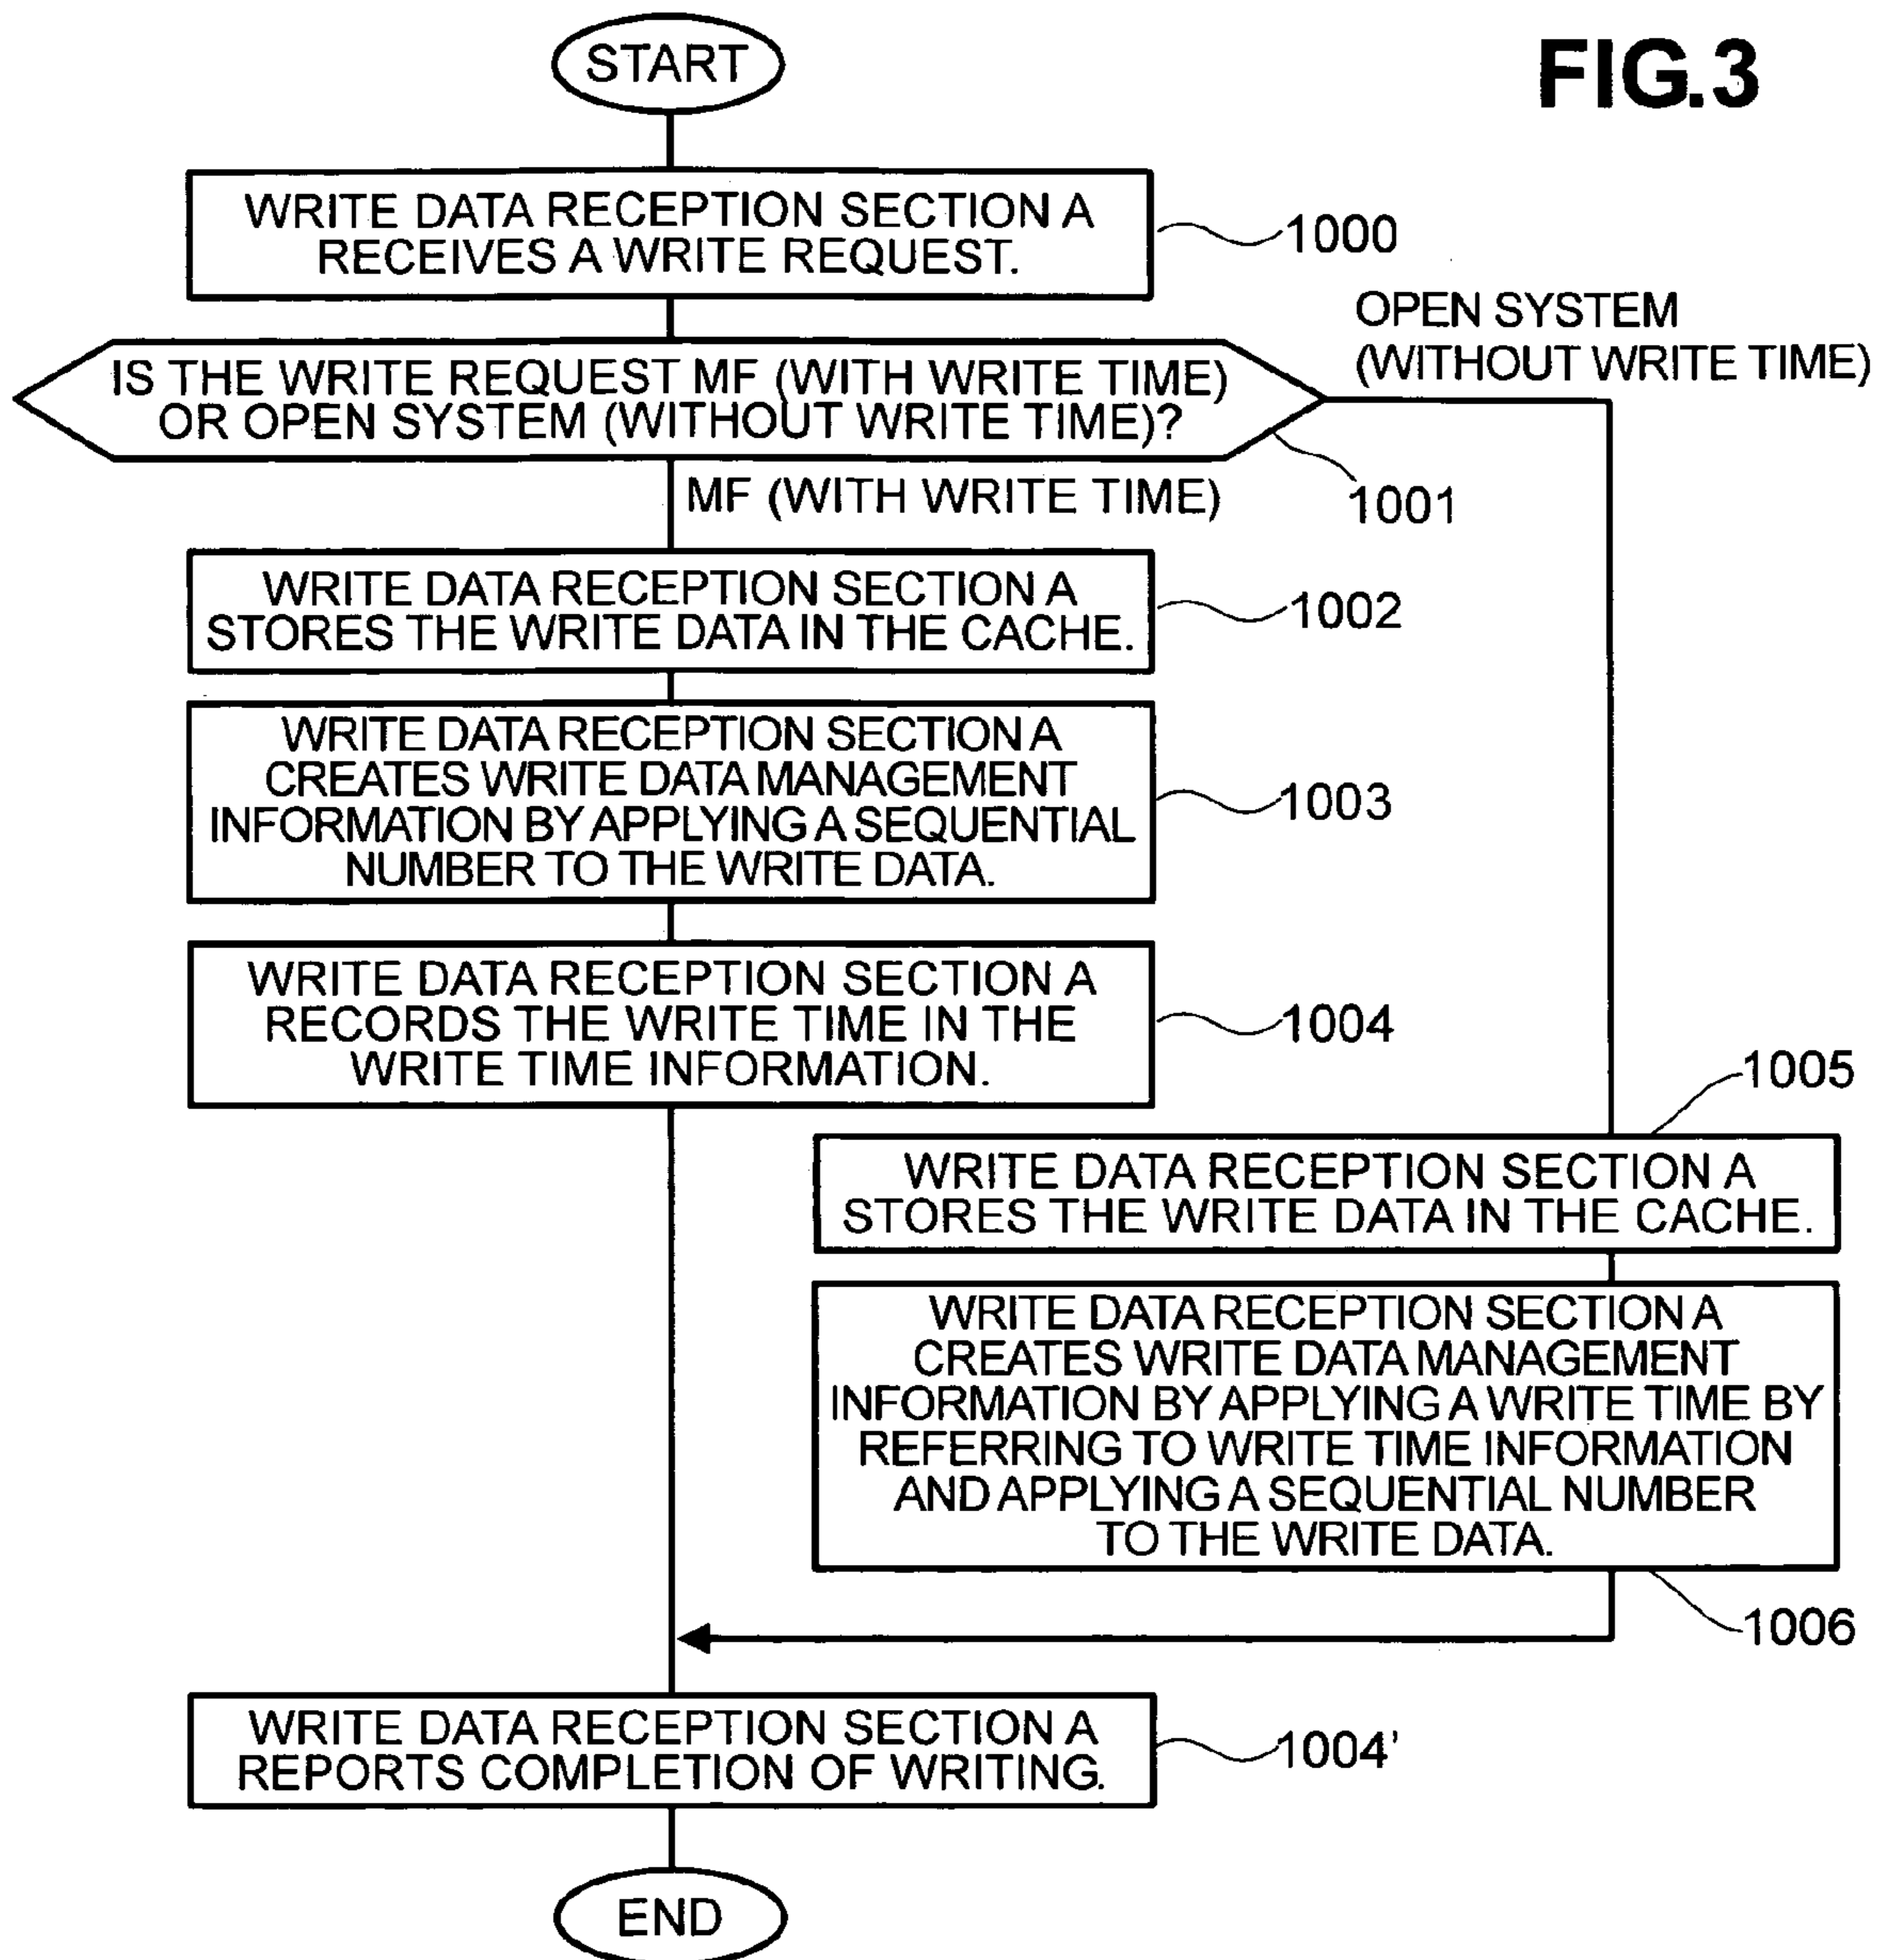 FIG.3
START
WRITE DATA RECEPTION SECTION A
RECEIVES A WRITE REQUEST.
1000
OPEN SYSTEM
(WITHOUT WRITE TIME)
IS THE WRITE REQUEST MF (WITH WRITE TIME)
OR OPEN SYSTEM (WITHOUT WRITE TIME)?
1001
MF (WITH WRITE TIME)
WRITE DATA RECEPTION SECTION A
STORES THE WRITE DATA IN THE CACHE.
1002
WRITE DATA RECEPTION SECTION A
CREATES WRITE DATA MANAGEMENT
INFORMATION BY APPLYING A SEQUENTIAL
NUMBER TO THE WRITE DATA.
1003
WRITE DATA RECEPTION SECTION A
RECORDS THE WRITE TIME IN THE
WRITE TIME INFORMATION.
1004
1005
WRITE DATA RECEPTION SECTION A
STORES THE WRITE DATA IN THE CACHE.
WRITE DATA RECEPTION SECTION A
CREATES WRITE DATA MANAGEMENT
INFORMATION BY APPLYING A WRITE TIME BY
REFERRING TO WRITE TIME INFORMATION
AND APPLYING A SEQUENTIAL NUMBER
TO THE WRITE DATA.
1006
WRITE DATA RECEPTION SECTION A
REPORTS COMPLETION OF WRITING.
1004'
END